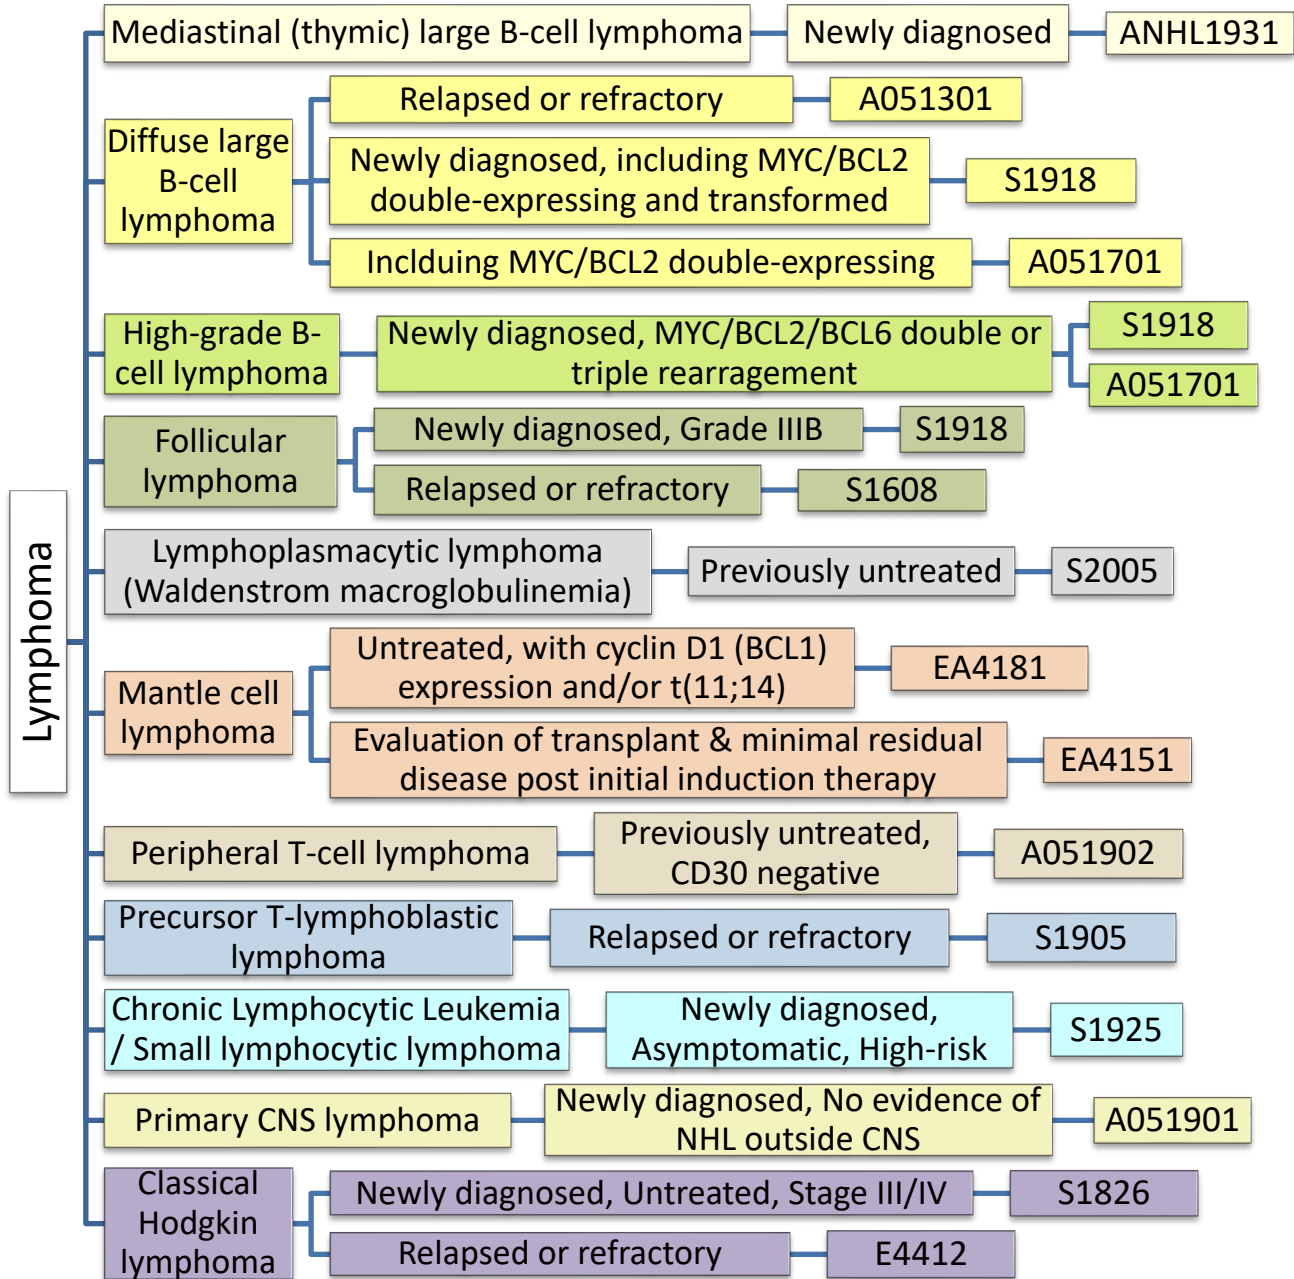 Lymphoma
Mediastinal (thymic) large B-cell lymphoma
Newly diagnosed
ANHL1931
Diffuse large
B-cell
lymphoma
Relapsed or refractory
A051301
Newly diagnosed, including MYC/BCL2
double-expressing and transformed
S1918
Inclduing MYC/BCL2 double-expressing
A051701
High-grade B-
cell lymphoma
Newly diagnosed, MYC/BCL2/BCL6 double or
triple rearragement
S1918
A051701
Follicular
lymphoma
Newly diagnosed, Grade IIIB
S1918
Relapsed or refractory
S1608
Lymphoplasmacytic lymphoma
(Waldenstrom macroglobulinemia)
Previously untreated
S2005
Mantle cell
lymphoma
Untreated, with cyclin D1 (BCL1)
expression and/or t(11;14)
EA4181
Evaluation of transplant & minimal residual
disease post initial induction therapy
EA4151
Peripheral T-cell lymphoma
Previously untreated,
CD30 negative
A051902
Precursor T-lymphoblastic
lymphoma
Relapsed or refractory
S1905
Chronic Lymphocytic Leukemia
/ Small lymphocytic lymphoma
Newly diagnosed,
Asymptomatic, High-risk
S1925
Primary CNS lymphoma
Newly diagnosed, No evidence of
NHL outside CNS
A051901
Classical
Hodgkin
lymphoma
Newly diagnosed, Untreated, Stage III/IV
S1826
Relapsed or refractory
E4412